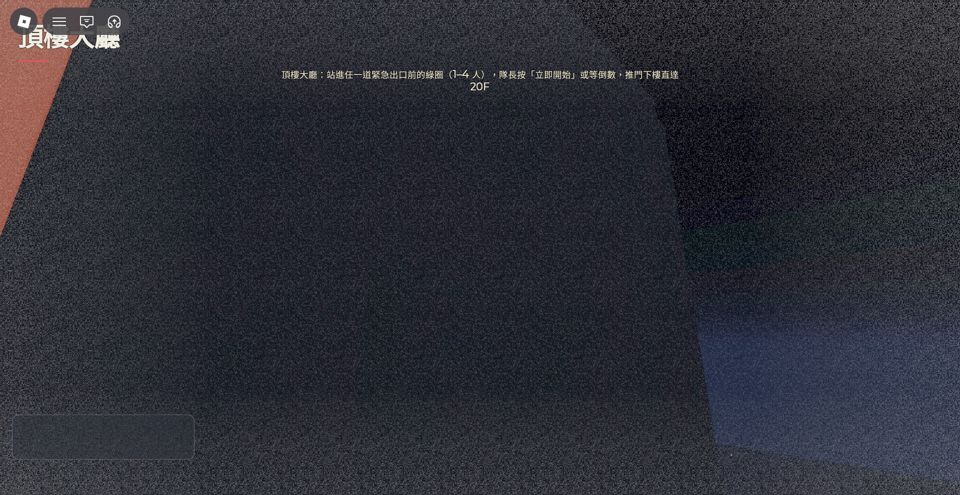 頂樓大廳
頂樓大廳：站進任一道緊急出口前的綠圈（1–4 人），隊長按「立即開始」或等倒數，推門下樓直達
20F